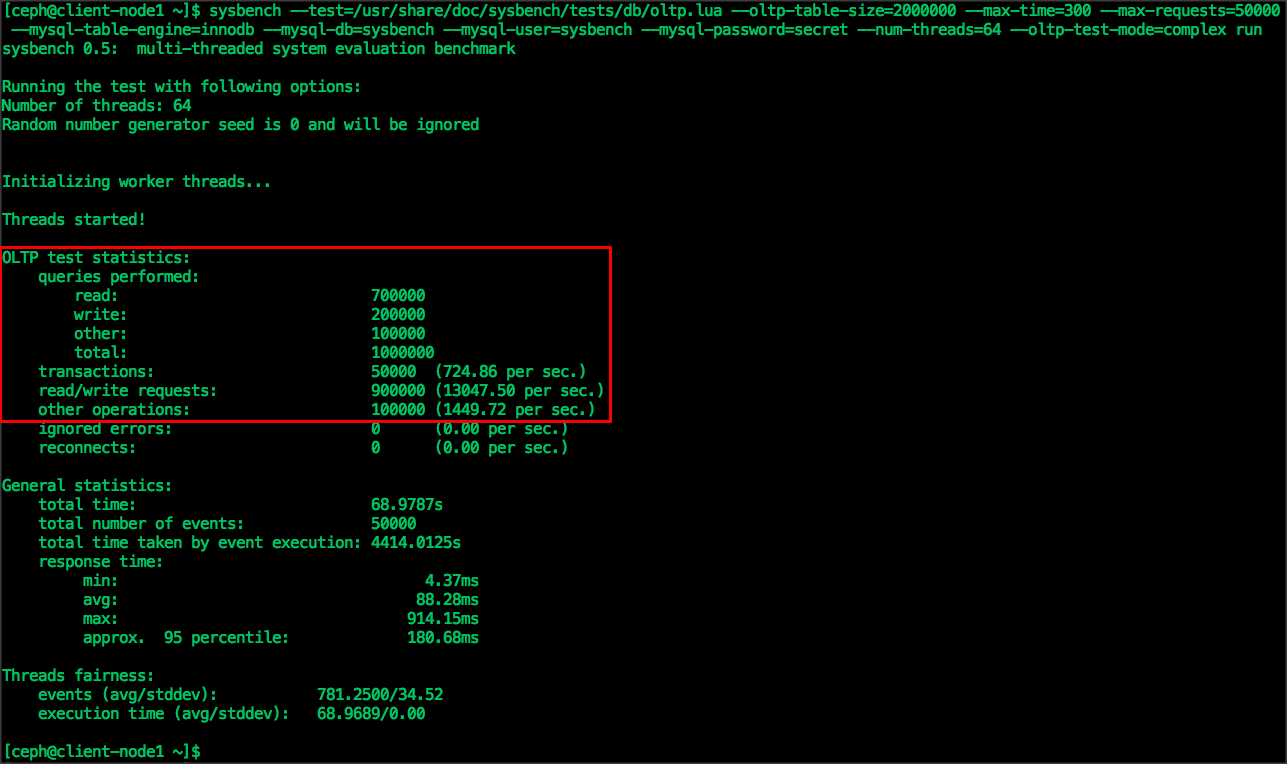 [ceph@client-node1 ~]$ sysbench --test=/usr/share/doc/sysbench/tests/db/oltp.lua --oltp-table-size=2000000 --max-time=300 --max-requests=50000
--mysql-table-engine=innodb --mysql-db=sysbench --mysql-user=sysbench --mysql-password=secret --num-threads=64 --oltp-test-mode=complex run
sysbench 0.5:  multi-threaded system evaluation benchmark

Running the test with following options:
Number of threads: 64
Random number generator seed is 0 and will be ignored


Initializing worker threads...

Threads started!

OLTP test statistics:
    queries performed:
        read:                            700000
        write:                           200000
        other:                           100000
        total:                           1000000
    transactions:                        50000  (724.86 per sec.)
    read/write requests:                 900000 (13047.50 per sec.)
    other operations:                    100000 (1449.72 per sec.)
    ignored errors:                      0      (0.00 per sec.)
    reconnects:                          0      (0.00 per sec.)

General statistics:
    total time:                          68.9787s
    total number of events:              50000
    total time taken by event execution: 4414.0125s
    response time:
         min:                                  4.37ms
         avg:                                 88.28ms
         max:                                914.15ms
         approx.  95 percentile:             180.68ms

Threads fairness:
    events (avg/stddev):           781.2500/34.52
    execution time (avg/stddev):   68.9689/0.00

[ceph@client-node1 ~]$